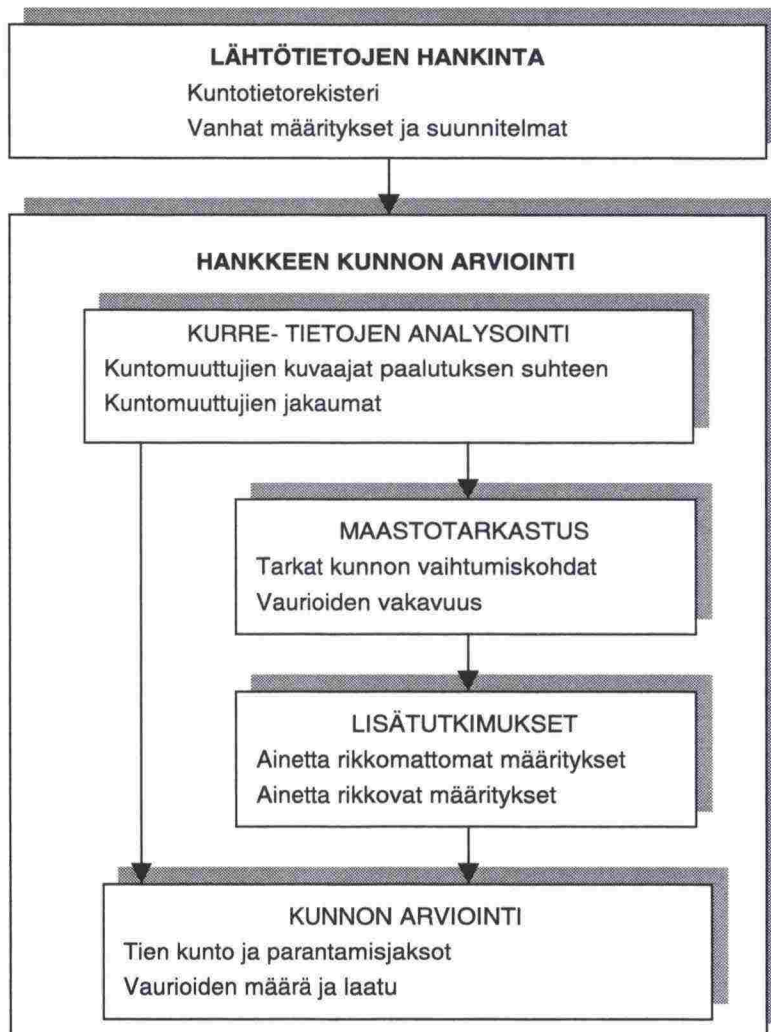 LÄHTÖTIETOJEN HANKINTA
Kuntotietorekisteri
Vanhat määritykset ja suunnitelmat
HANKKEEN KUNNON ARVIOINTI
KURRE- TIETOJEN ANALYSOINTI
Kuntomuuttujien kuvaajat paalutuksen suhteen
Kuntomuuttujien jakaumat
MAASTOTARKASTUS
Tarkat kunnon vaihtumiskohdat
Vaurioiden vakavuus
LISÄTUTKIMUKSET
Ainetta rikkomattomat määritykset
Ainetta rikkovat määritykset
KUNNON ARVIOINTI
Tien kunto ja parantamisjaksot
Vaurioiden määrä ja laatu